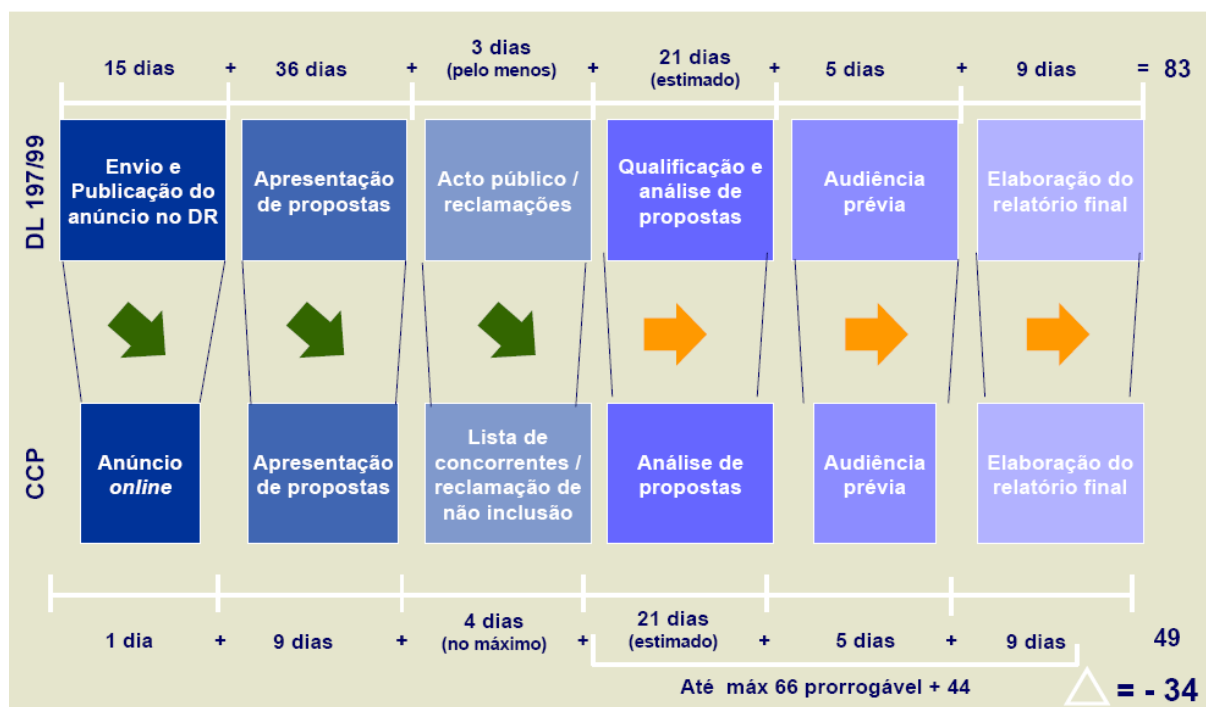 15 dias + 36 dias + 3 dias (pelo menos) + 21 dias (estimado) + 5 dias + 9 dias = 83
DL 197/99
Envio e
Publicação do
anúncio no DR
Apresentação
de propostas
Acto público /
reclamações
Qualificação e
análise de
propostas
Audiência
prévia
Elaboração do
relatório final
CCP
Anúncio
online
Apresentação
de propostas
Lista de
concorrentes /
reclamação de
não inclusão
Análise de
propostas
Audiência
prévia
Elaboração do
relatório final
1 dia + 9 dias + 4 dias (no máximo) + 21 dias (estimado) + 5 dias + 9 dias 49
Até máx 66 prorrogável + 44
= - 34